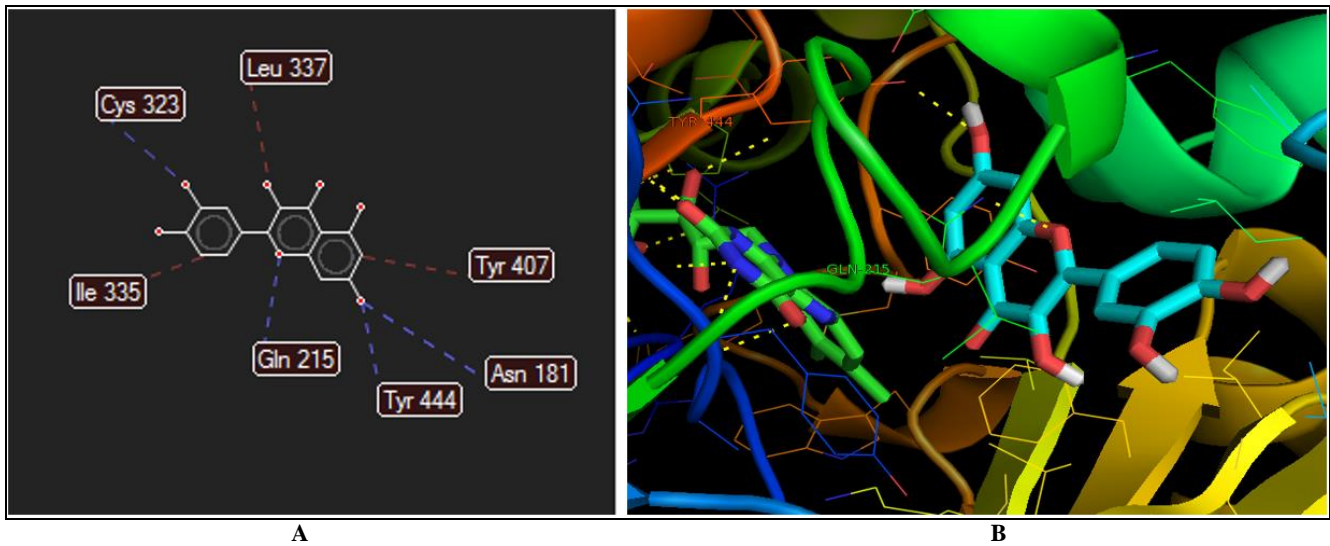 Leu 337
Cys 323
Tyr 407
Ile 335
Gln 215
Asn 181
Tyr 444
TYR 444
GLN-215
A
B